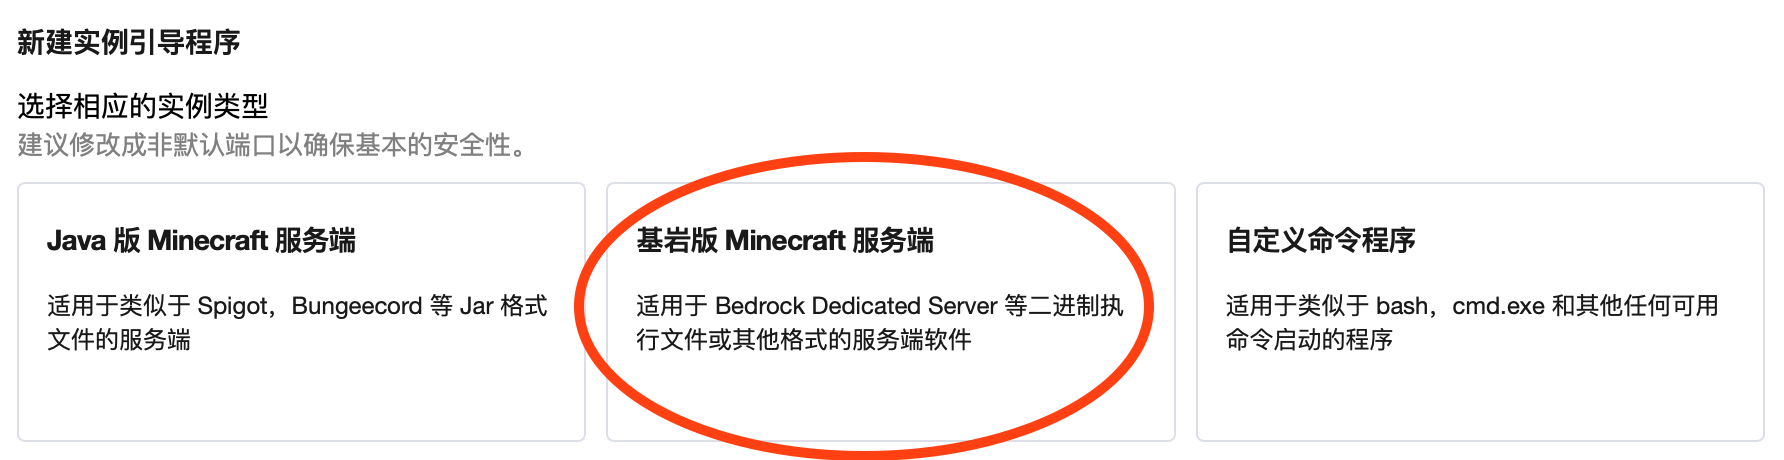 新建实例引导程序
选择相应的实例类型
建议修改成非默认端口以确保基本的安全性。
Java 版 Minecraft 服务端
适用于类似于 Spigot，Bungeecord 等 Jar 格式
文件的服务端
基岩版 Minecraft 服务端
适用于 Bedrock Dedicated Server 等二进制执
行文件或其他格式的服务端软件
自定义命令程序
适用于类似于 bash，cmd.exe 和其他任何可用
命令启动的程序